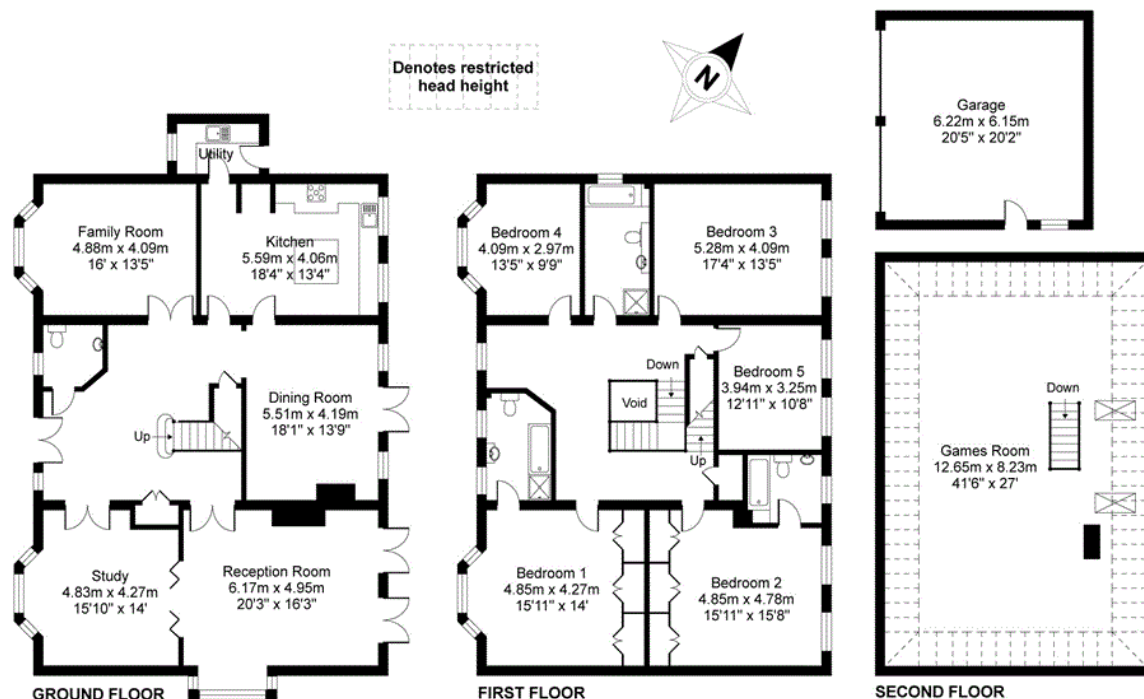 Denotes restricted
head height
N
Utility
Family Room
4.88m x 4.09m
16' x 13'5"
Kitchen
5.59m x 4.06m
18'4" x 13'4"
Dining Room
5.51m x 4.19m
18'1" x 13'9"
Up
Study
4.83m x 4.27m
15'10" x 14'
Reception Room
6.17m x 4.95m
20'3" x 16'3"
GROUND FLOOR
Bedroom 4
4.09m x 2.97m
13'5" x 9'9"
Bedroom 3
5.28m x 4.09m
17'4" x 13'5"
Down
Void
Bedroom 5
3.94m x 3.25m
12'11" x 10'8"
Up
Bedroom 1
4.85m x 4.27m
15'11" x 14'
Bedroom 2
4.85m x 4.78m
15'11" x 15'8"
FIRST FLOOR
Garage
6.22m x 6.15m
20'5" x 20'2"
Down
Games Room
12.65m x 8.23m
41'6" x 27'
SECOND FLOOR